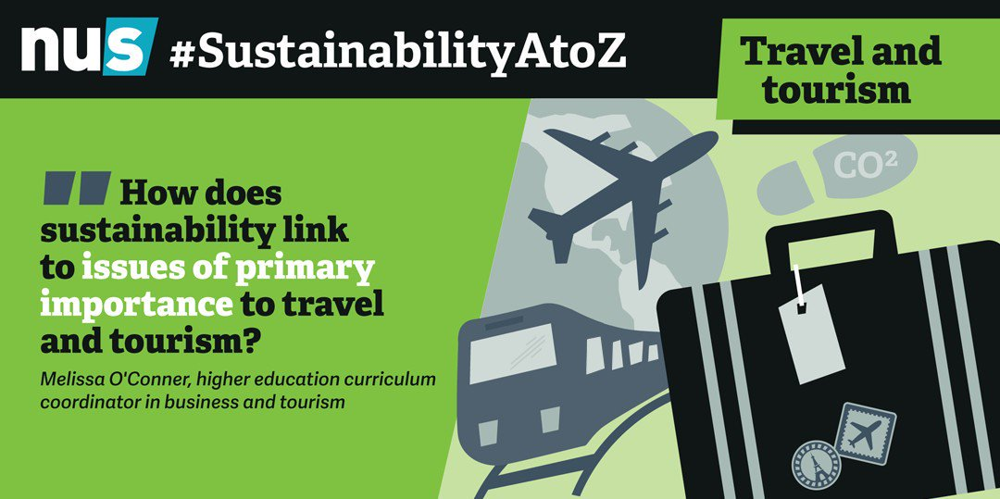 nus #SustainabilityAtoZ
Travel and
tourism
CO²
"How does
sustainability link
to issues of primary
importance to travel
and tourism?
Melissa O'Conner, higher education curriculum
coordinator in business and tourism